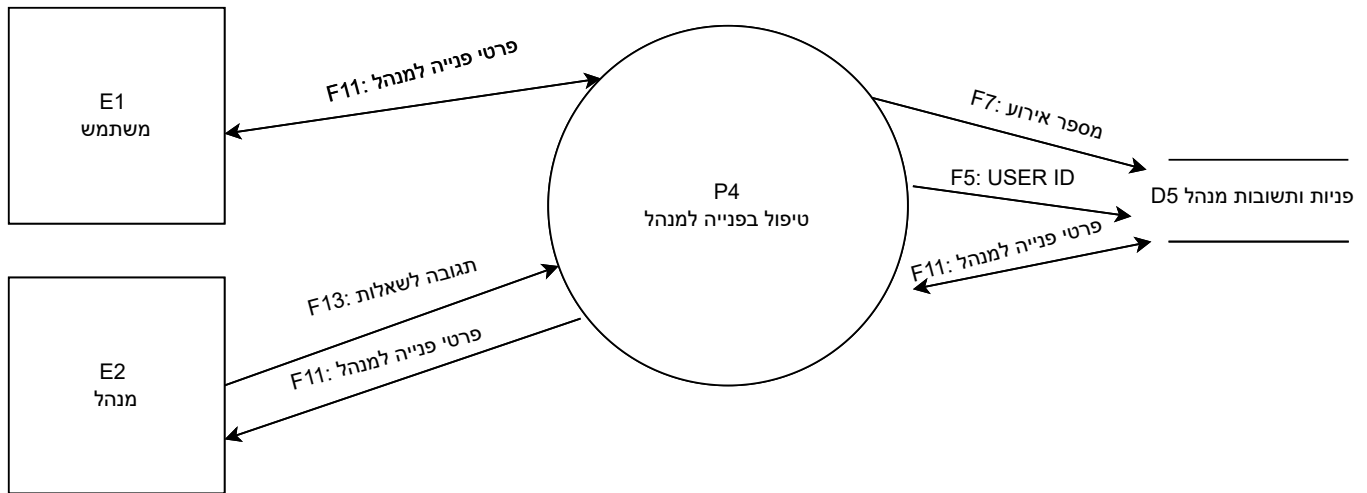 E1
משתמש
F11: פרטי פנייה למנהל
P4
טיפול בפנייה למנהל
F7: מספר אירוע
F5: USER ID
פניות ותשובות מנהל D5
F11: פרטי פנייה למנהל
E2
מנהל
F13: תגובה לשאלות
F11: פרטי פנייה למנהל